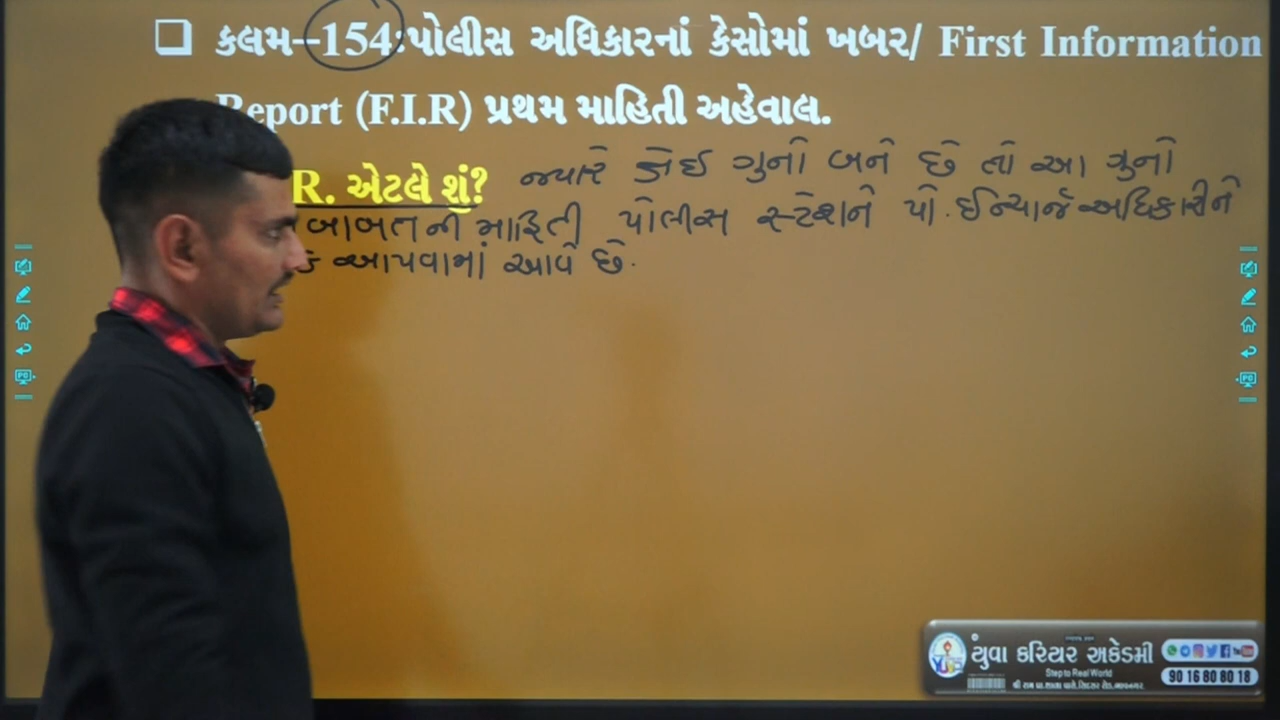 ❑ કલમ–154:પોલીસ અધિકારનાં કેસોમાં ખબર/ First Information
Report (F.I.R) પ્રથમ માહિતી અહેવાલ.
R. એટલે શું? જ્યારે કોઈ ગુનો બને છે તો આ ગુનો
બાબતની માહિતી પોલીસ સ્ટેશને પો.ઈન્ચાર્જ અધિકારીને
આપવામાં આવે છે.
યુવા કરિયર અકેડમી
Step to Real World
90 16 80 80 18